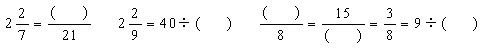 2 2/7 = (  )/21  2 2/9 = 40÷(  )  (  )/8 = 15/(  ) = 3/8 = 9÷(  )